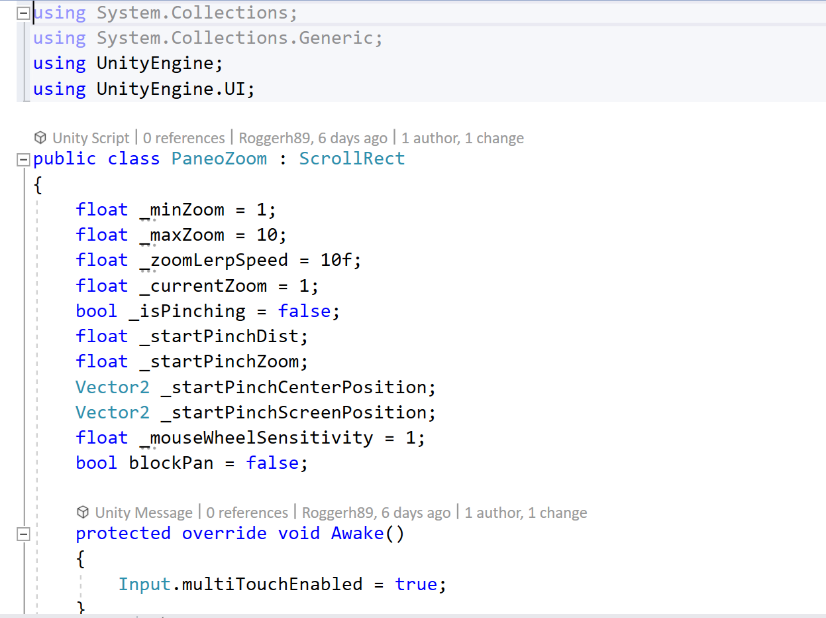 using System.Collections;
using System.Collections.Generic;
using UnityEngine;
using UnityEngine.UI;
Unity Script | 0 references | Roggerh89, 6 days ago | 1 author, 1 change
public class PaneoZoom : ScrollRect
{
float _minZoom = 1;
float _maxZoom = 10;
float _zoomLerpSpeed = 10f;
float _currentZoom = 1;
bool _isPinching = false;
float _startPinchDist;
float _startPinchZoom;
Vector2 _startPinchCenterPosition;
Vector2 _startPinchScreenPosition;
float _mouseWheelSensitivity = 1;
bool blockPan = false;
Unity Message | 0 references | Roggerh89, 6 days ago | 1 author, 1 change
protected override void Awake()
{
Input.multiTouchEnabled = true;
}